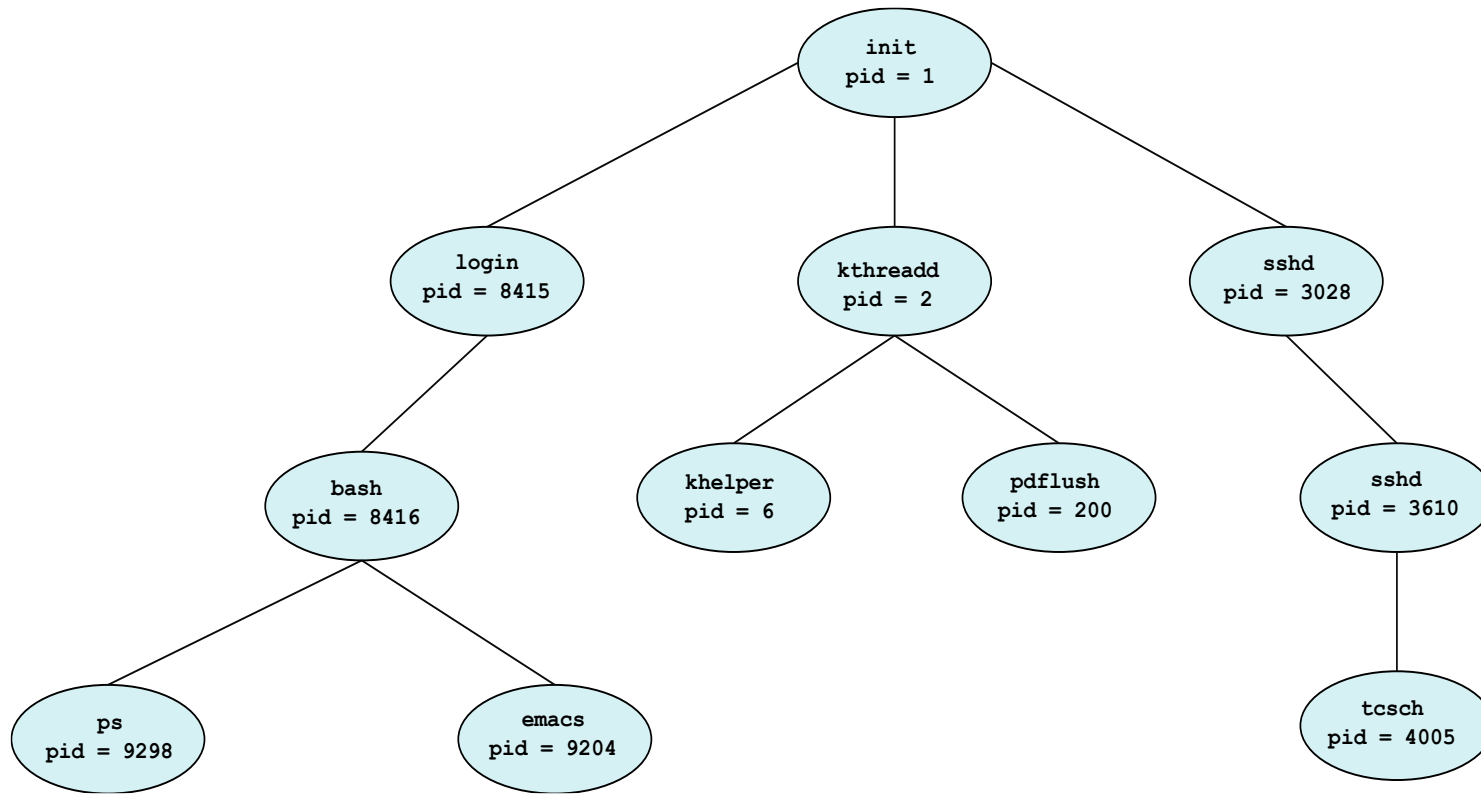 init
pid = 1
login
pid = 8415
kthreadd
pid = 2
sshd
pid = 3028
bash
pid = 8416
khelper
pid = 6
pdflush
pid = 200
sshd
pid = 3610
ps
pid = 9298
emacs
pid = 9204
tcsch
pid = 4005